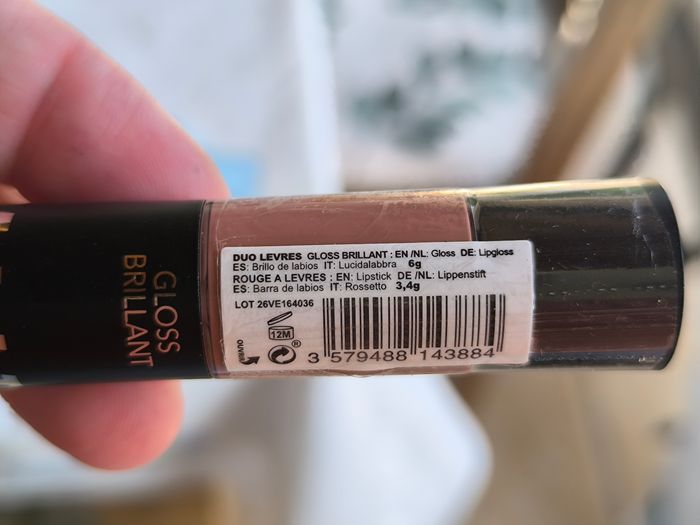 DUO LEVRES GLOSS BRILLANT : EN /NL: Gloss DE: Lipgloss
ES: Brillo de labios IT: Lucidalabbra 6g
ROUGE A LEVRES : EN: Lipstick DE /NL: Lippenstift
ES: Barra de labios IT: Rossetto 3,4g
LOT 26VE164036
12M
OUVRIR
®
3 579488 143884
GLOSS
BRILLANT